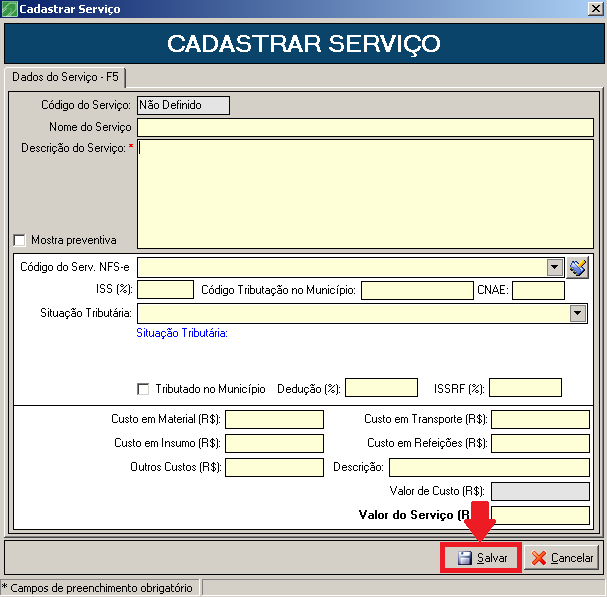 Cadastrar Serviço
CADASTRAR SERVIÇO
Dados do Serviço - F5
Código do Serviço: Não Definido
Nome do Serviço
Descrição do Serviço: *
Mostra preventiva
Código do Serv. NFS-e
ISS (%): Código Tributação no Município: CNAE:
Situação Tributária:
Situação Tributária:
Tributado no Município Dedução (%): ISSRF (%):
Custo em Material (R$): Custo em Transporte (R$):
Custo em Insumo (R$): Custo em Refeições (R$):
Outros Custos (R$): Descrição:
Valor de Custo (R$):
Valor do Serviço (R
Salvar Cancelar
* Campos de preenchimento obrigatório